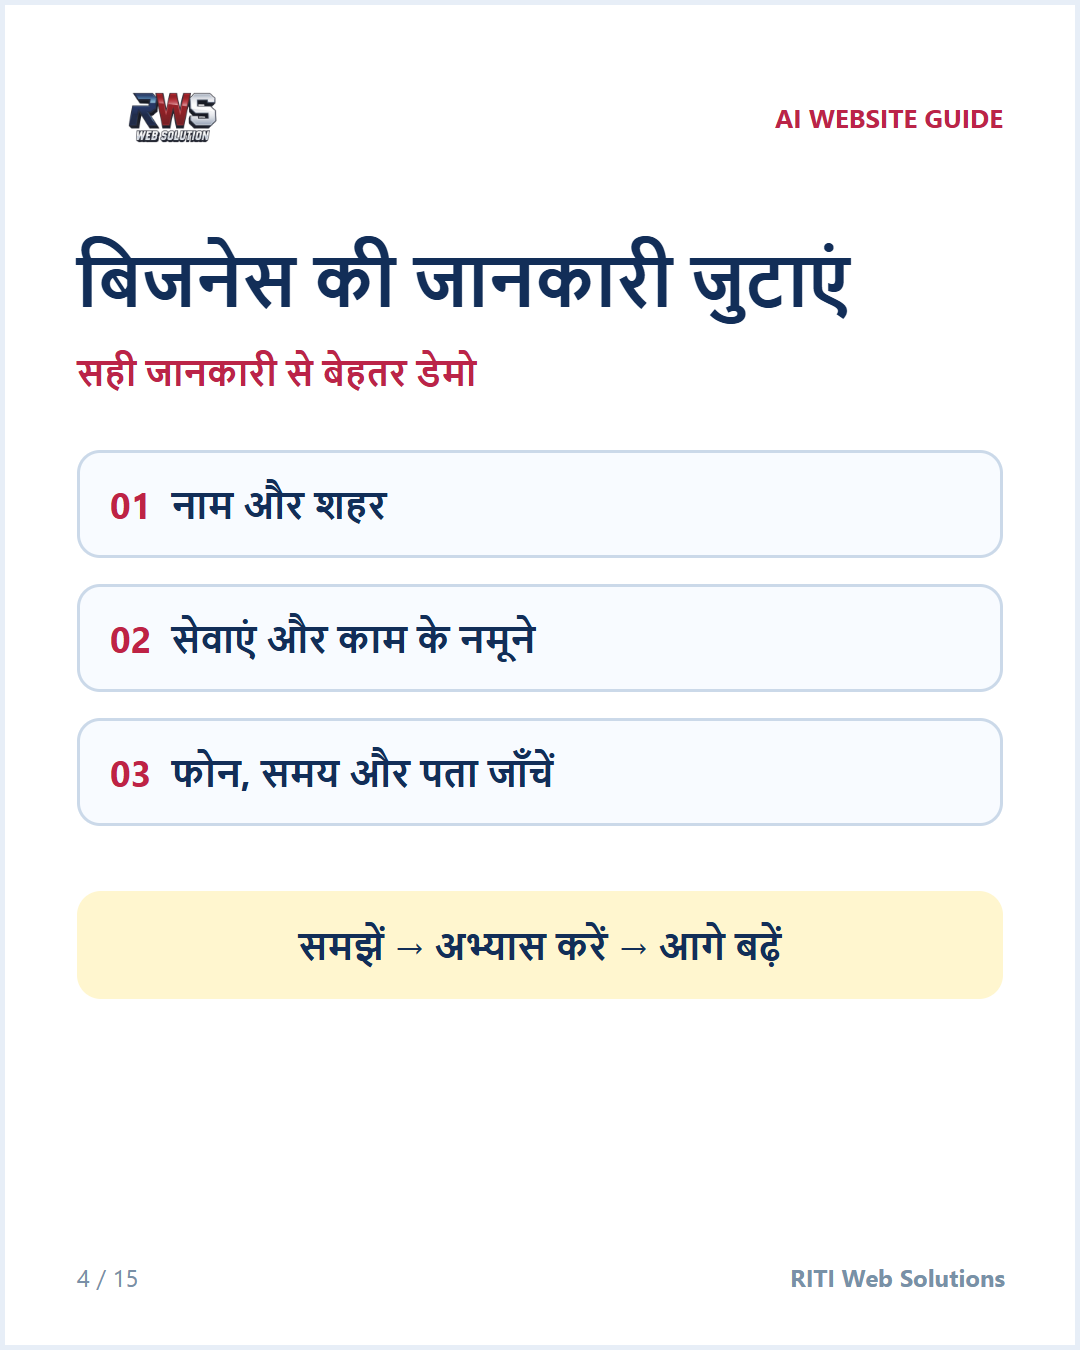 RWS
WEB SOLUTION
AI WEBSITE GUIDE
बिजनेस की जानकारी जुटाएं
सही जानकारी से बेहतर डेमो
01 नाम और शहर
02 सेवाएं और काम के नमूने
03 फोन, समय और पता जाँचें
समझें → अभ्यास करें → आगे बढ़ें
4 / 15
RITI Web Solutions